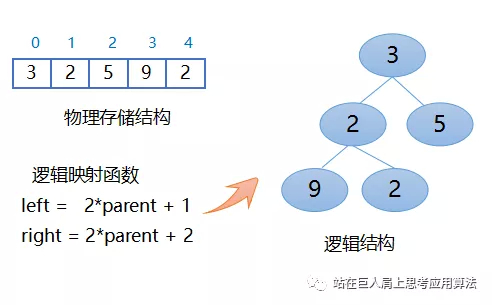 0 1 2 3 4
3 2 5 9 2
物理存储结构
逻辑映射函数
left = 2*parent + 1
right = 2*parent + 2
3
2 5
9 2
逻辑结构
站在巨人肩上思考应用算法